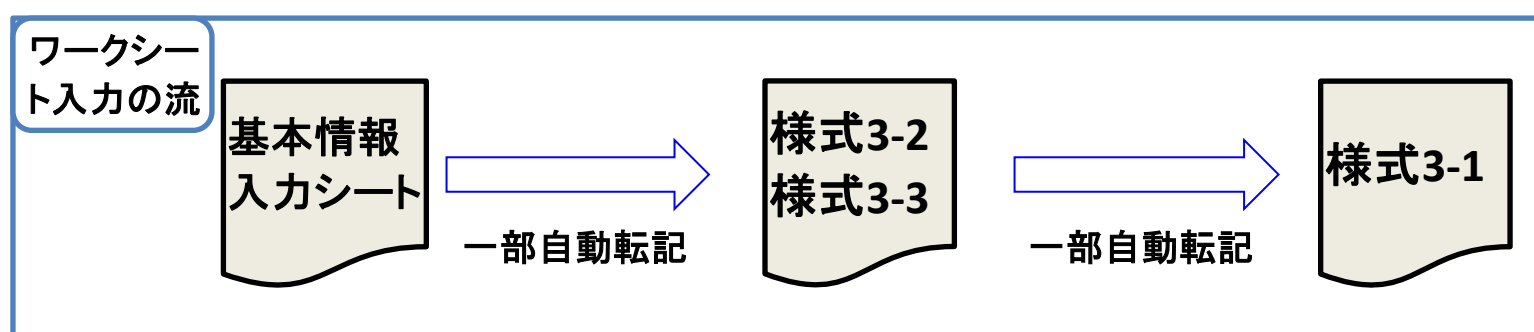 ワークシー
ト入力の流
基本情報
入力シート
一部自動転記
様式3-2
様式3-3
一部自動転記
様式3-1